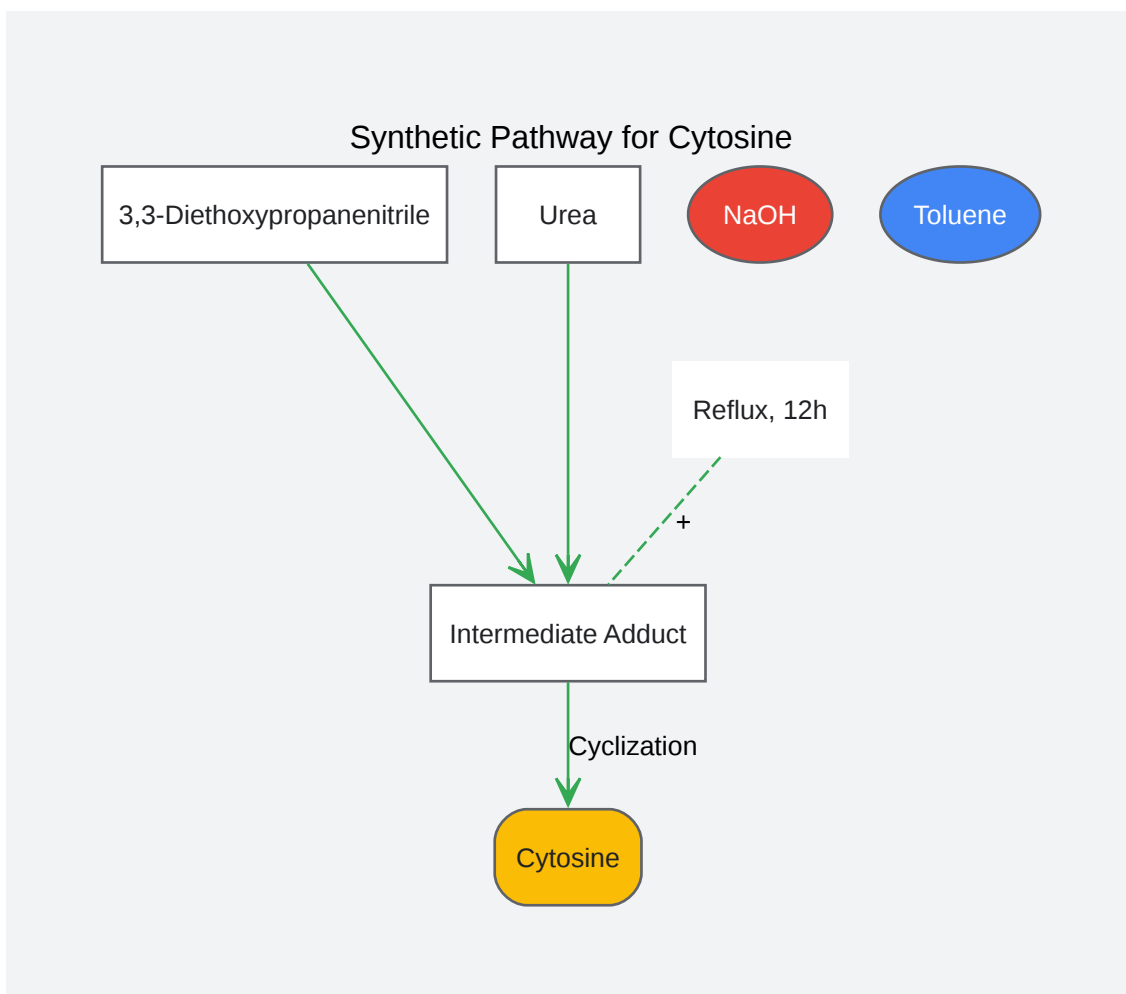 Synthetic Pathway for Cytosine
3,3-Diethoxypropanenitrile
Urea
NaOH
Toluene
Reflux, 12h
+
Intermediate Adduct
Cyclization
Cytosine